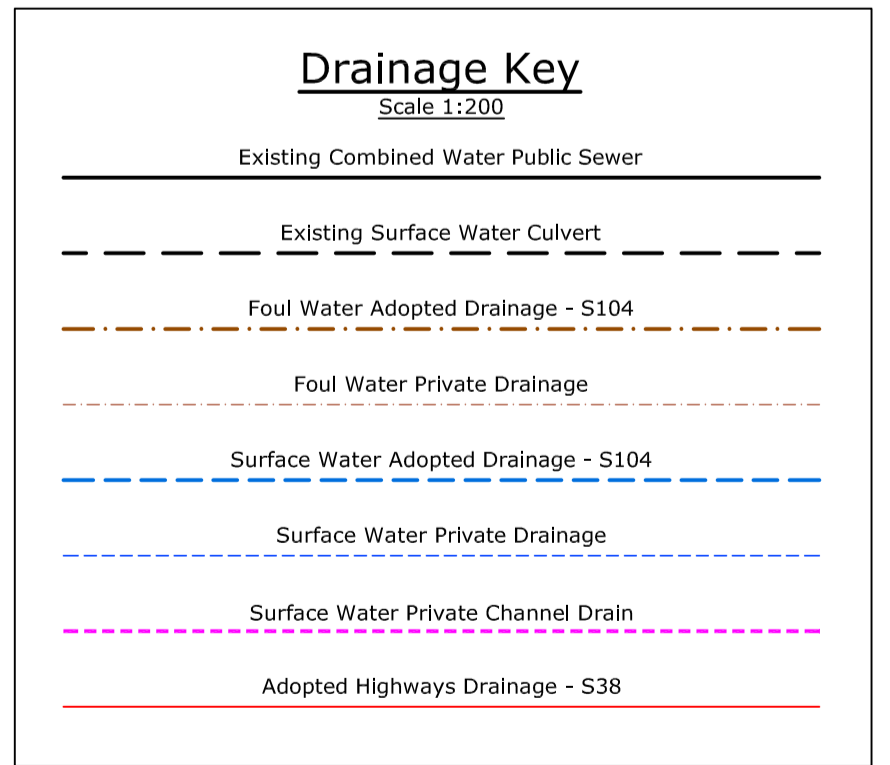 Drainage Key
Scale 1:200
Existing Combined Water Public Sewer
Existing Surface Water Culvert
Foul Water Adopted Drainage - S104
Foul Water Private Drainage
Surface Water Adopted Drainage - S104
Surface Water Private Drainage
Surface Water Private Channel Drain
Adopted Highways Drainage - S38